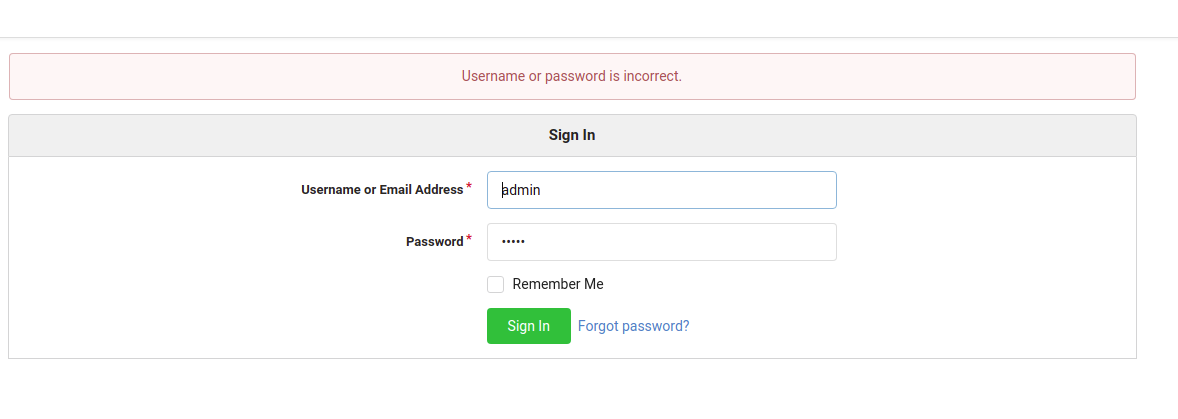 Username or password is incorrect.
Sign In
Username or Email Address *
admin
Password *
•••••
Remember Me
Sign In Forgot password?